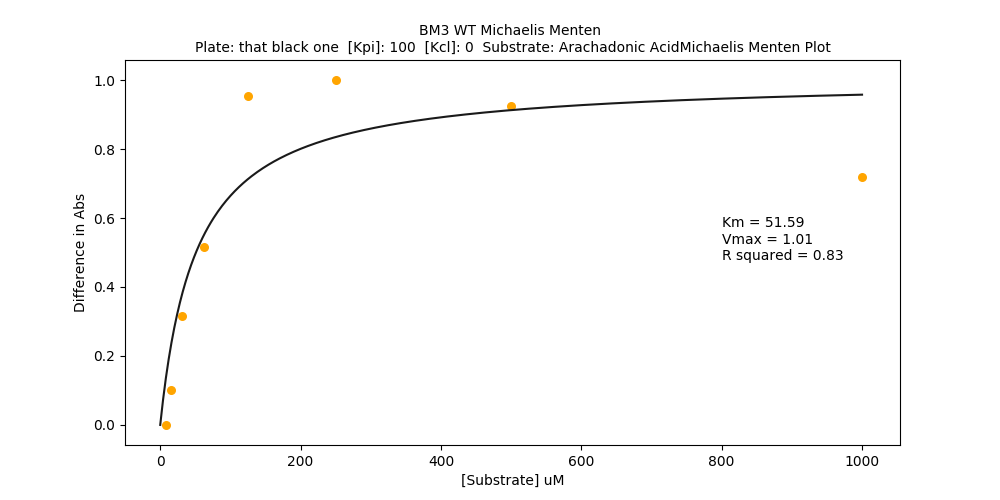 BM3 WT Michaelis Menten
Plate: that black one  [Kpi]: 100  [Kcl]: 0  Substrate: Arachadonic AcidMichaelis Menten Plot
1.0
0.8
0.6
0.4
0.2
0.0
Difference in Abs
Km = 51.59
Vmax = 1.01
R squared = 0.83
0 200 400 600 800 1000
[Substrate] uM